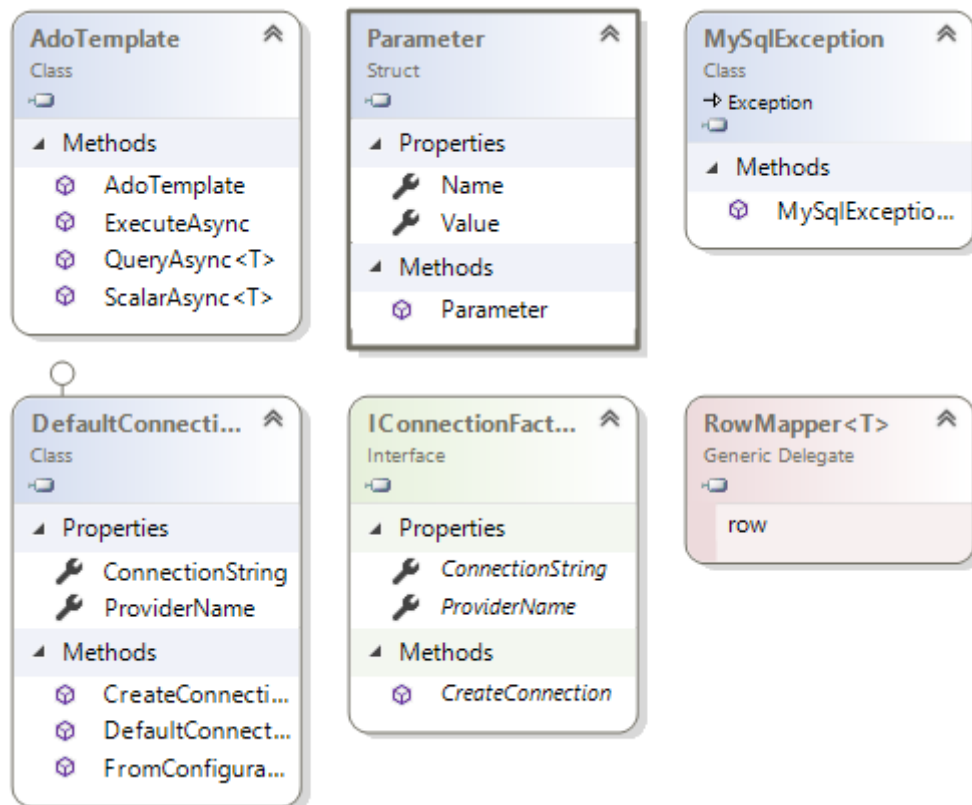 AdoTemplate
Class
Methods
AdoTemplate
ExecuteAsync
QueryAsync<T>
ScalarAsync<T>
Parameter
Struct
Properties
Name
Value
Methods
Parameter
MySqlException
Class
Exception
Methods
MySqlExceptio...
DefaultConnecti...
Class
Properties
ConnectionString
ProviderName
Methods
CreateConnecti...
DefaultConnect...
FromConfigura...
IConnectionFact...
Interface
Properties
ConnectionString
ProviderName
Methods
CreateConnection
RowMapper<T>
Generic Delegate
row